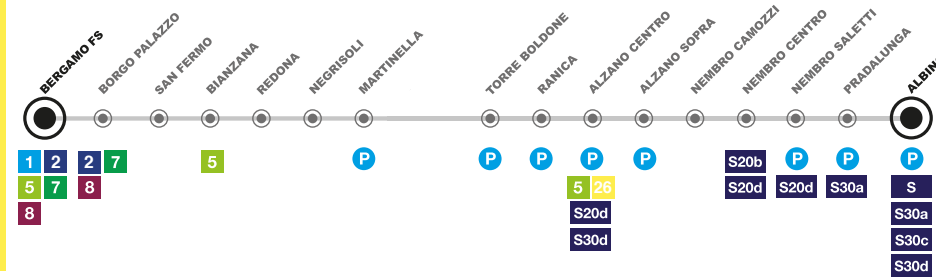 BERGAMO FS
BORGO PALAZZO
SAN FERMO
BIANZANA
REDONA
NEGRISOLI
MARTINELLA
TORRE BOLDONE
RANICA
ALZANO CENTRO
ALZANO SOPRA
NEMBRO CAMOZZI
NEMBRO CENTRO
NEMBRO SALETTI
PRADALUNGA
ALBIN
1 2 2 7 5 P P P P P S20b P P P
5 7 8 5 26 S20d S20d S30a S
8 S20d S30a
S30d S30c
S30d